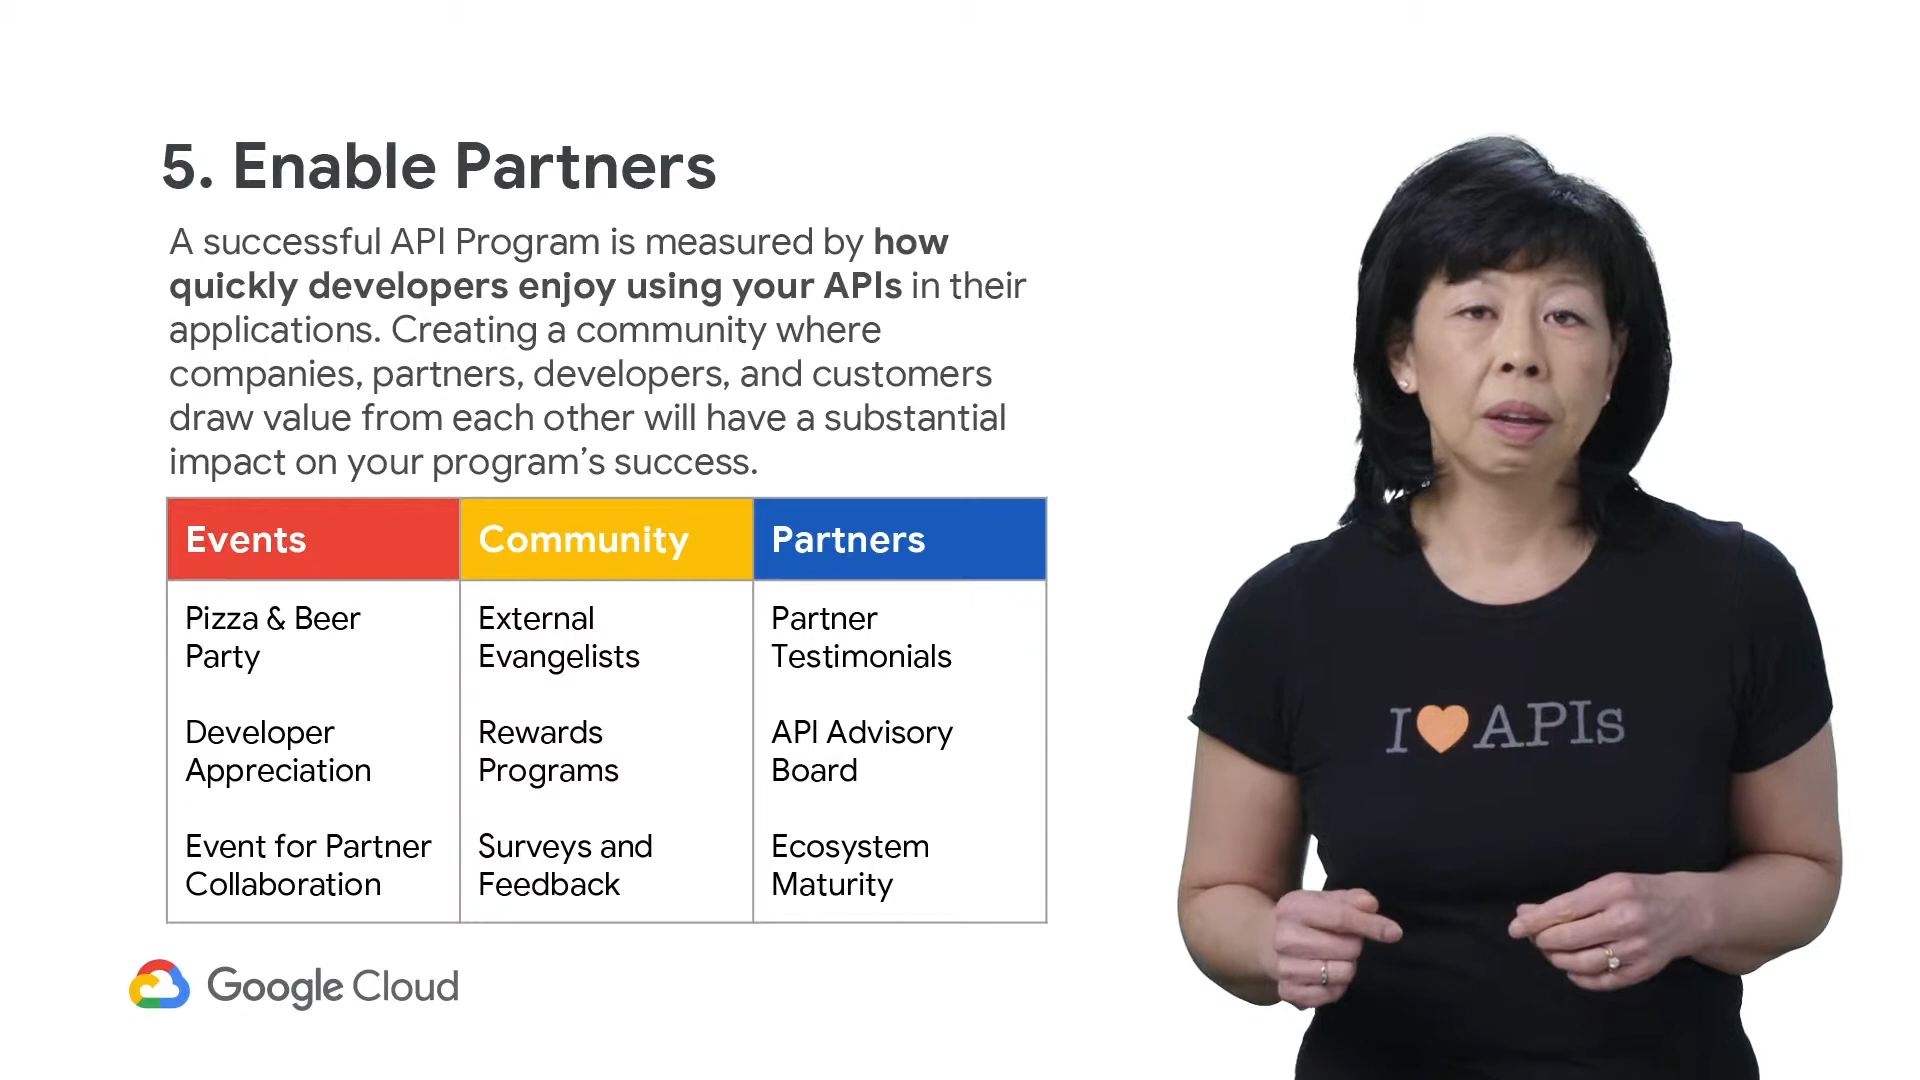 5. Enable Partners
A successful API Program is measured by how
quickly developers enjoy using your APIs in their
applications. Creating a community where
companies, partners, developers, and customers
draw value from each other will have a substantial
impact on your program’s success.
Events
Community
Partners
Pizza & Beer
Party
External
Evangelists
Partner
Testimonials
Developer
Appreciation
Rewards
Programs
API Advisory
Board
Event for Partner
Collaboration
Surveys and
Feedback
Ecosystem
Maturity
Google Cloud
I🧡APIs